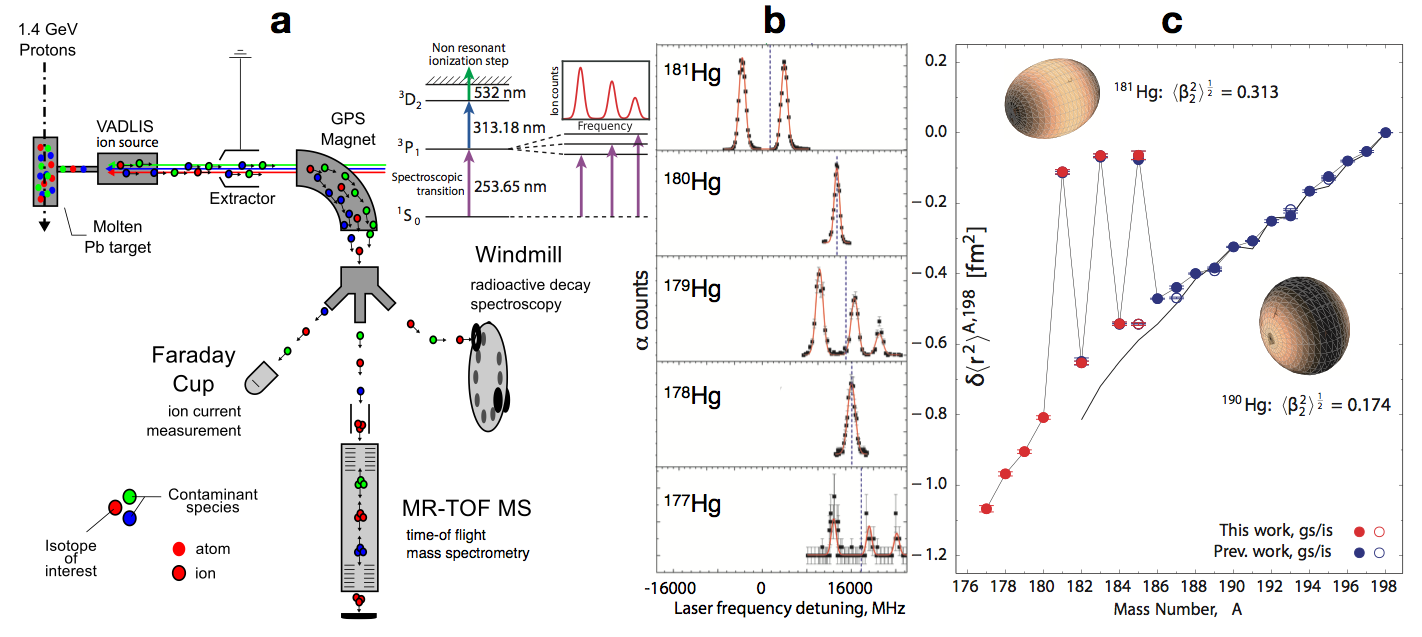 a
1.4 GeV
Protons
VADLIS
ion source
Molten
Pb target
Extractor
GPS
Magnet
Non resonant
ionization step
³D₂
532 nm
313.18 nm
³P₁
Spectroscopic
transition
253.65 nm
¹S₀
Ion counts
Frequency
Windmill
radioactive decay
spectroscopy
Faraday
Cup
ion current
measurement
MR-TOF MS
time-of flight
mass spectrometry
Contaminant
species
Isotope
of
interest
atom
ion
b
¹⁸¹Hg
¹⁸⁰Hg
¹⁷⁹Hg
¹⁷⁸Hg
¹⁷⁷Hg
α counts
-16000 0 16000
Laser frequency detuning, MHz
c
0.2
0.0
−0.2
−0.4
−0.6
−0.8
−1.0
−1.2
δ⟨r²⟩A,198 [fm²]
¹⁸¹Hg: ⟨β₂²⟩^½ = 0.313
¹⁹⁰Hg: ⟨β₂²⟩^½ = 0.174
This work, gs/is
Prev. work, gs/is
176 178 180 182 184 186 188 190 192 194 196 198
Mass Number, A